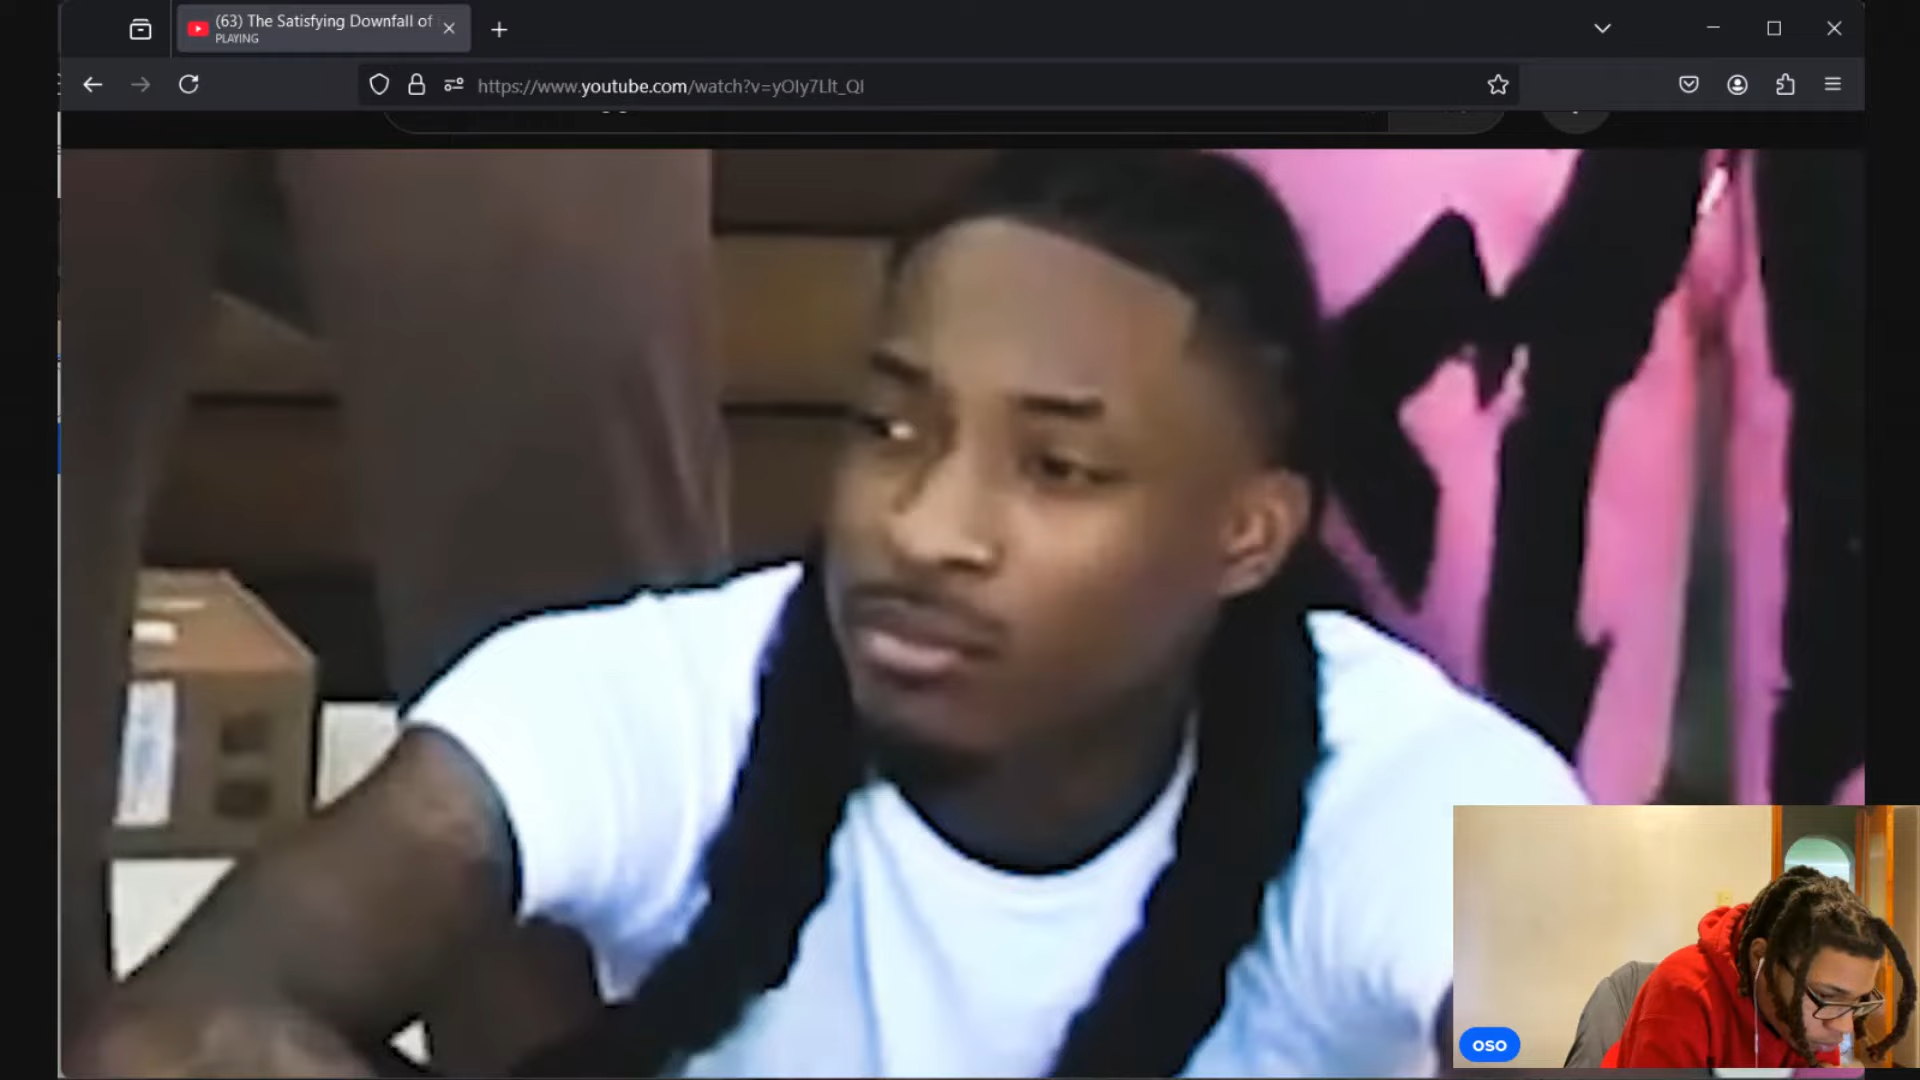 (63) The Satisfying Downfall of
PLAYING
https://www.youtube.com/watch?v=yOly7Llt_QI
oso